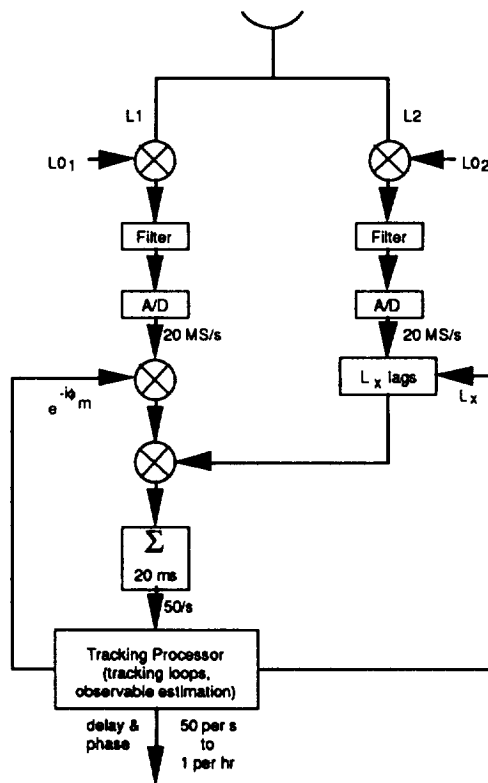 L1
L2
LO1
LO2
Filter
Filter
A/D
A/D
20 MS/s
20 MS/s
e-iϕm
Lx lags
Lx
Σ
20 ms
50/s
Tracking Processor
(tracking loops,
observable estimation)
delay &
phase
50 per s
to
1 per hr